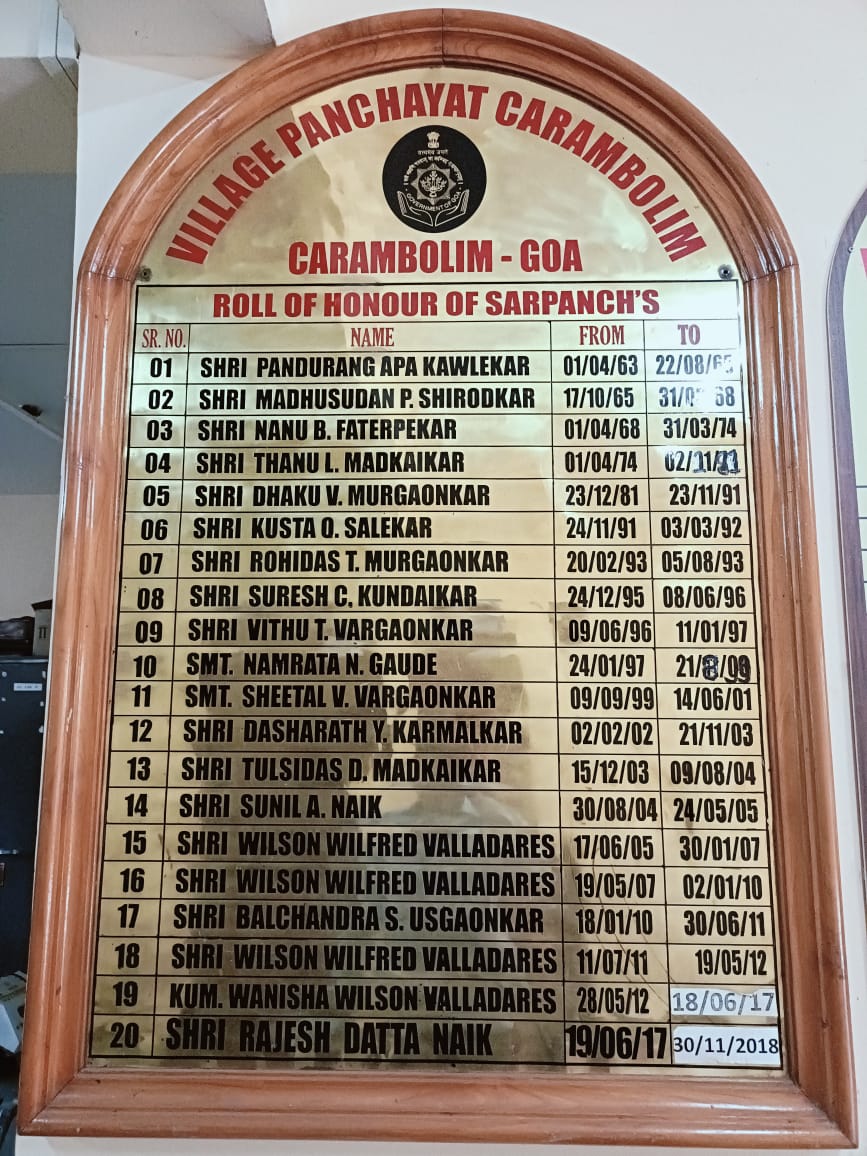 VILLAGE PANCHAYAT CARAMBOLIM
सत्यमेव जयते
GOVERNMENT OF GOA
CARAMBOLIM - GOA
ROLL OF HONOUR OF SARPANCH'S
SR. NO. NAME FROM TO
01 SHRI PANDURANG APA KAWLEKAR 01/04/63 22/08/65
02 SHRI MADHUSUDAN P. SHIRODKAR 17/10/65
03 SHRI NANU B. FATERPEKAR 01/04/68 31/03/74
04 SHRI THANU L. MADKAIKAR 01/04/74
05 SHRI DHAKU V. MURGAONKAR 23/12/81 23/11/91
06 SHRI KUSTA O. SALEKAR 24/11/91 03/03/92
07 SHRI ROHIDAS T. MURGAONKAR 20/02/93 05/08/93
08 SHRI SURESH C. KUNDAIKAR 24/12/95 08/06/96
09 SHRI VITHU T. VARGAONKAR 09/06/96 11/01/97
10 SMT. NAMRATA N. GAUDE 24/01/97
11 SMT. SHEETAL V. VARGAONKAR 09/09/99 14/06/01
12 SHRI DASHARATH Y. KARMALKAR 02/02/02 21/11/03
13 SHRI TULSIDAS D. MADKAIKAR 15/12/03 09/08/04
14 SHRI SUNIL A. NAIK 30/08/04 24/05/05
15 SHRI WILSON WILFRED VALLADARES 17/06/05 30/01/07
16 SHRI WILSON WILFRED VALLADARES 19/05/07 02/01/10
17 SHRI BALCHANDRA S. USGAONKAR 18/01/10 30/06/11
18 SHRI WILSON WILFRED VALLADARES 11/07/11 19/05/12
19 KUM. WANISHA WILSON VALLADARES 28/05/12 18/06/17
20 SHRI RAJESH DATTA NAIK 19/06/17 30/11/2018